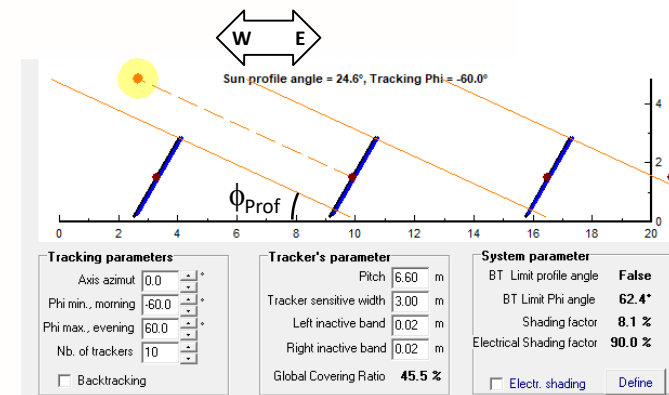 W E
Sun profile angle = 24.6°, Tracking Phi = -60.0°
4
2
0
ϕProf
0 2 4 6 8 10 12 14 16 18 20
Tracking parameters
Axis azimut 0.0 °
Phi min., morning -60.0 °
Phi max., evening 60.0 °
Nb. of trackers 10
Backtracking
Tracker's parameter
Pitch 6.60 m
Tracker sensitive width 3.00 m
Left inactive band 0.02 m
Right inactive band 0.02 m
Global Covering Ratio 45.5 %
System parameter
BT Limit profile angle False
BT Limit Phi angle 62.4°
Shading factor 8.1 %
Electrical Shading factor 90.0 %
Electr. shading Define